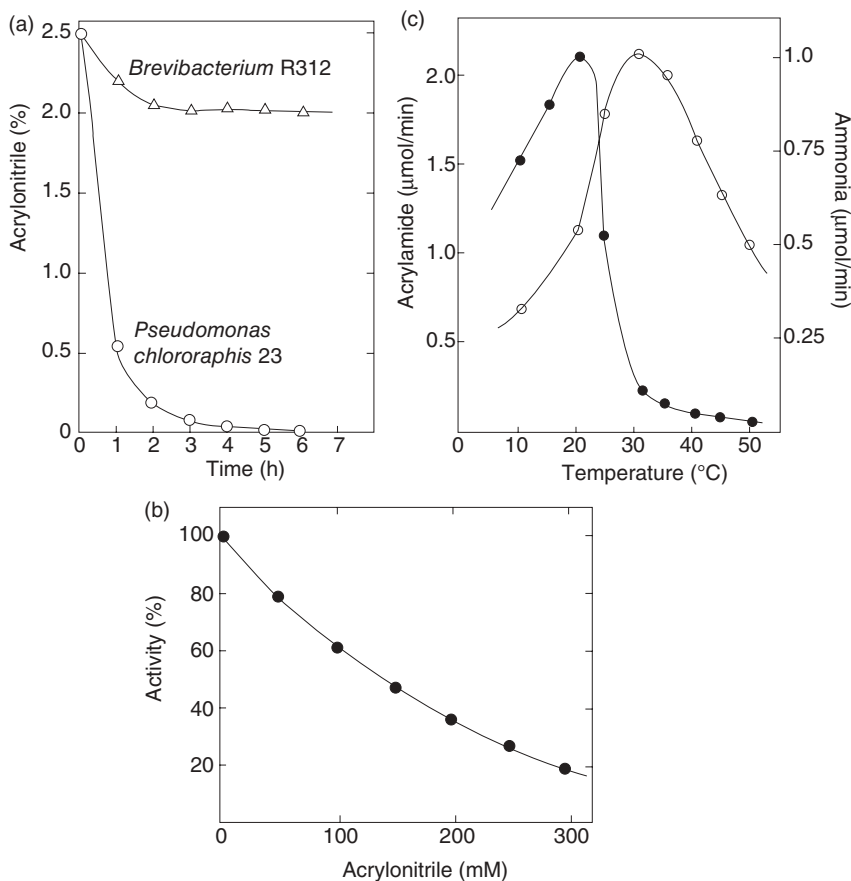 (a)
2.5
2.0
1.5
1.0
0.5
0
Acrylonitrile (%)
Brevibacterium R312
Pseudomonas
chlororaphis 23
0 1 2 3 4 5 6 7
Time (h)
(c)
2.0
1.5
1.0
0.5
Acrylamide (μmol/min)
1.0
0.75
0.5
0.25
Ammonia (μmol/min)
0 10 20 30 40 50
Temperature (°C)
(b)
100
80
60
40
20
Activity (%)
0 100 200 300
Acrylonitrile (mM)